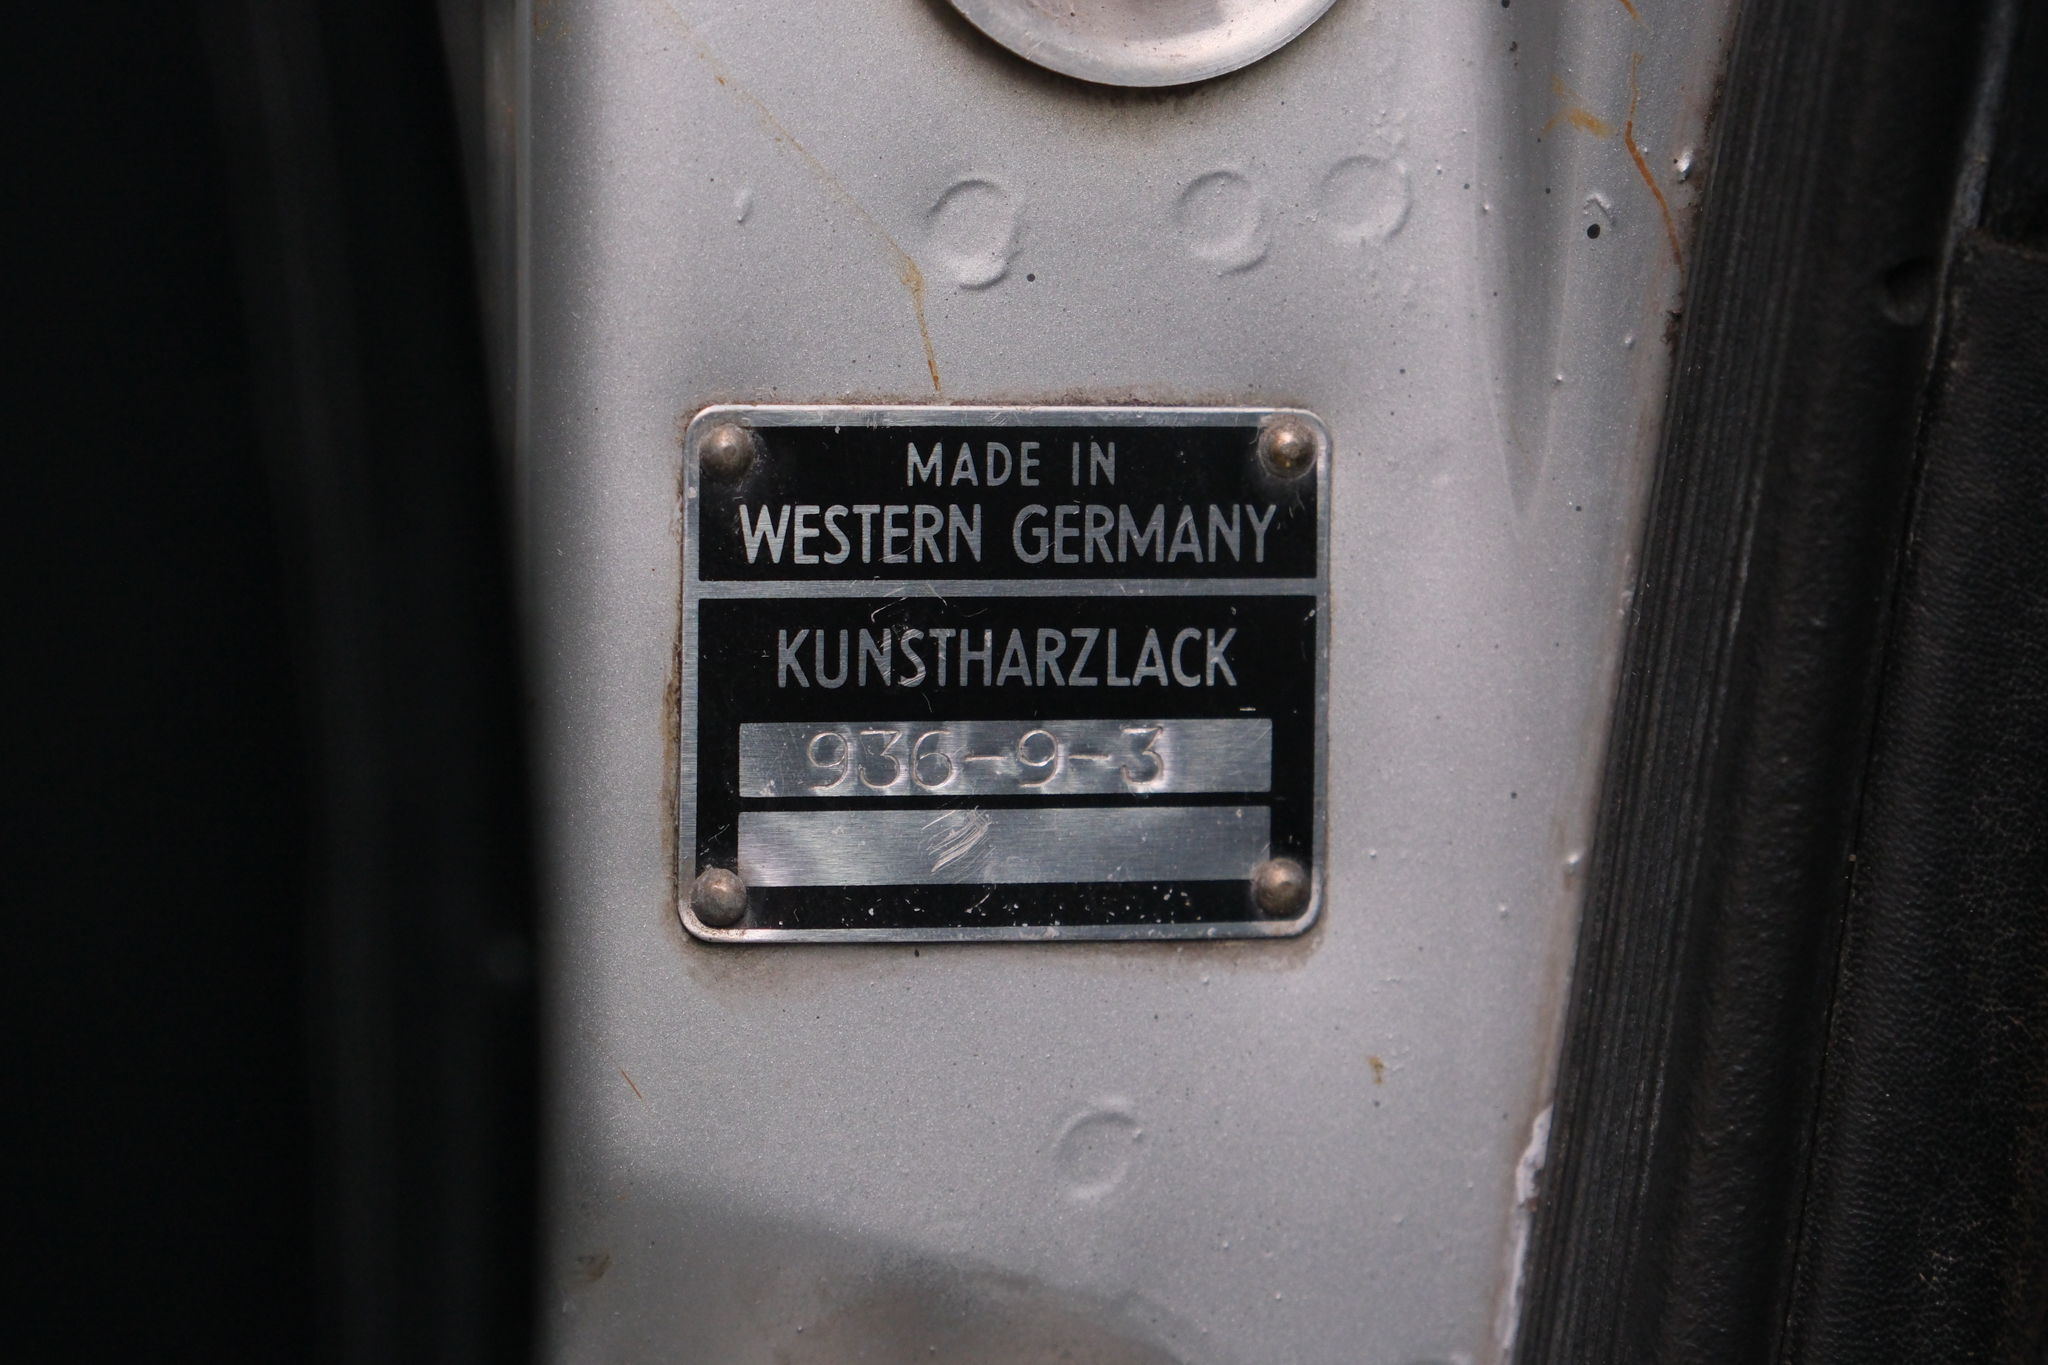 MADE IN
WESTERN GERMANY
KUNSTHARZLACK
936-9-3